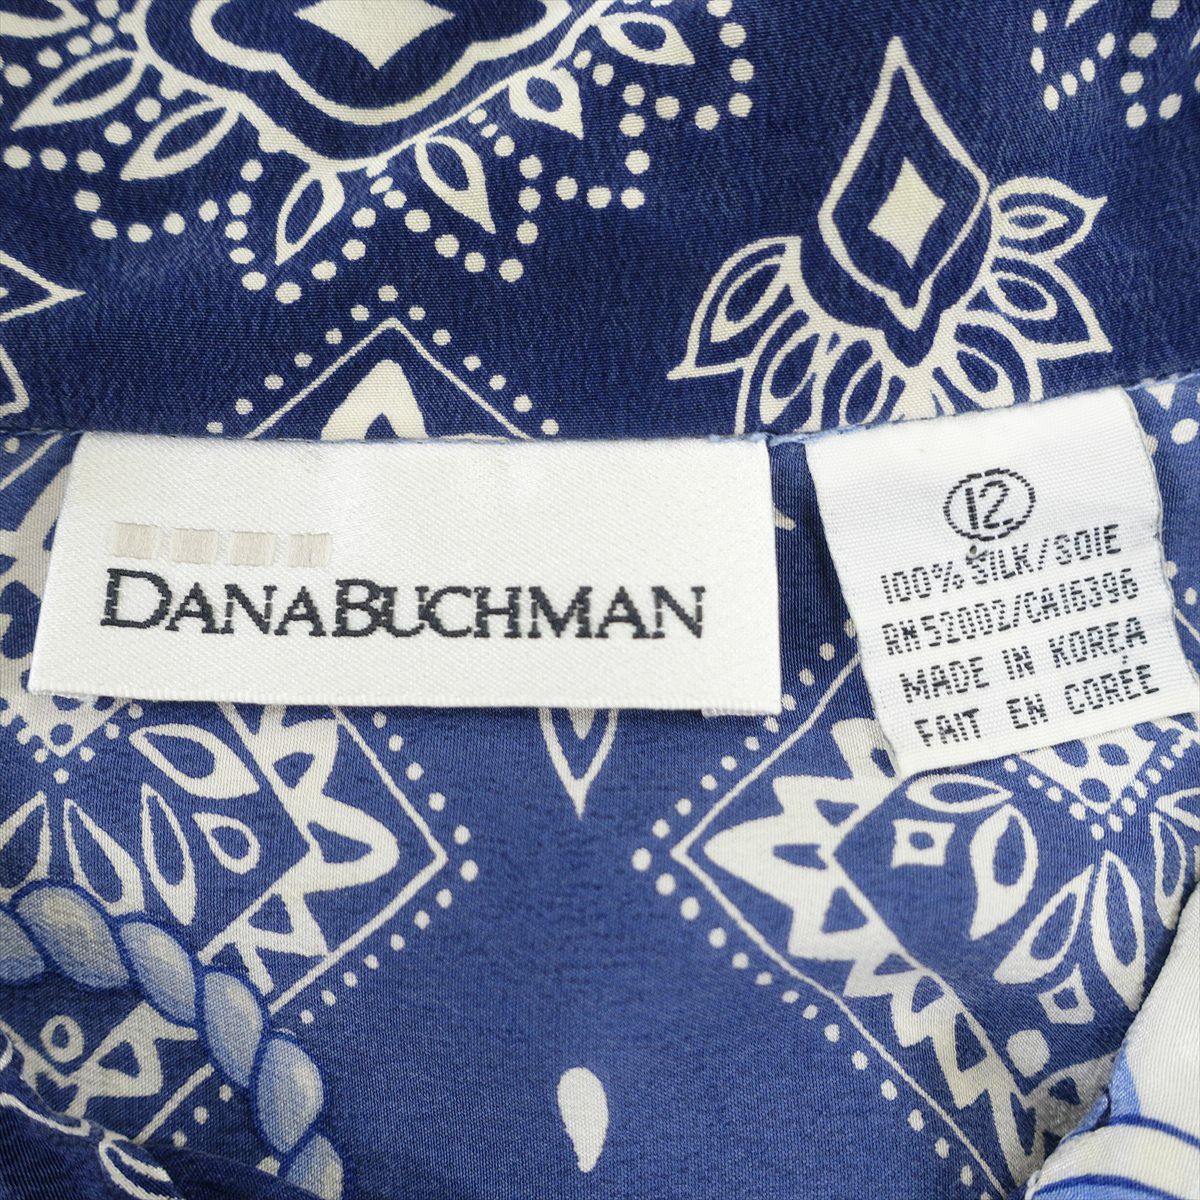 DANABUCHMAN
12
100% SILK/SOIE
RN52002/CA16396
MADE IN KOREA
FAIT EN CORÉE